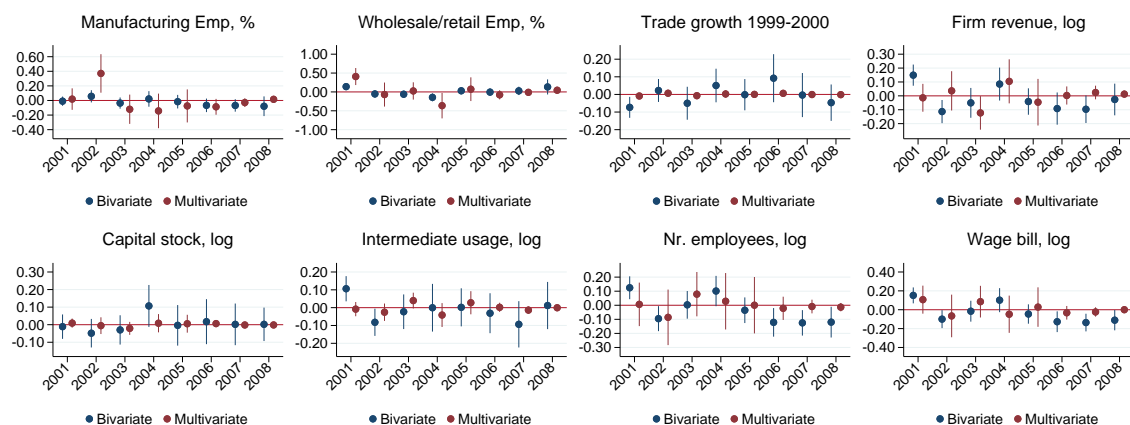 Manufacturing Emp, %
0.60
0.40
0.20
0.00
-0.20
-0.40
2001 2002 2003 2004 2005 2006 2007 2008
Bivariate Multivariate
Wholesale/retail Emp, %
1.00
0.50
0.00
-0.50
-1.00
2001 2002 2003 2004 2005 2006 2007 2008
Bivariate Multivariate
Trade growth 1999-2000
0.20
0.10
0.00
-0.10
-0.20
2001 2002 2003 2004 2005 2006 2007 2008
Bivariate Multivariate
Firm revenue, log
0.30
0.20
0.10
0.00
-0.10
-0.20
2001 2002 2003 2004 2005 2006 2007 2008
Bivariate Multivariate
Capital stock, log
0.30
0.20
0.10
0.00
-0.10
2001 2002 2003 2004 2005 2006 2007 2008
Bivariate Multivariate
Intermediate usage, log
0.20
0.10
0.00
-0.10
-0.20
2001 2002 2003 2004 2005 2006 2007 2008
Bivariate Multivariate
Nr. employees, log
0.20
0.10
0.00
-0.10
-0.20
-0.30
2001 2002 2003 2004 2005 2006 2007 2008
Bivariate Multivariate
Wage bill, log
0.40
0.20
0.00
-0.20
-0.40
2001 2002 2003 2004 2005 2006 2007 2008
Bivariate Multivariate